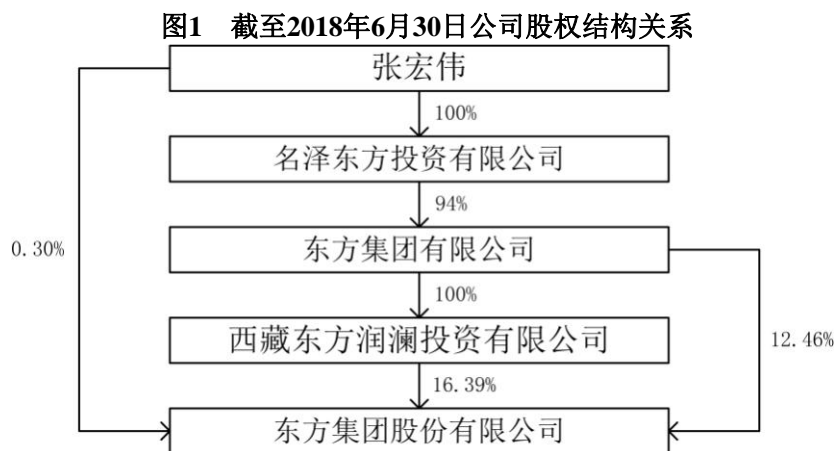 图1 截至2018年6月30日公司股权结构关系
张宏伟
100%
名泽东方投资有限公司
94%
0.30%
东方集团有限公司
100%
西藏东方润澜投资有限公司
12.46%
16.39%
东方集团股份有限公司